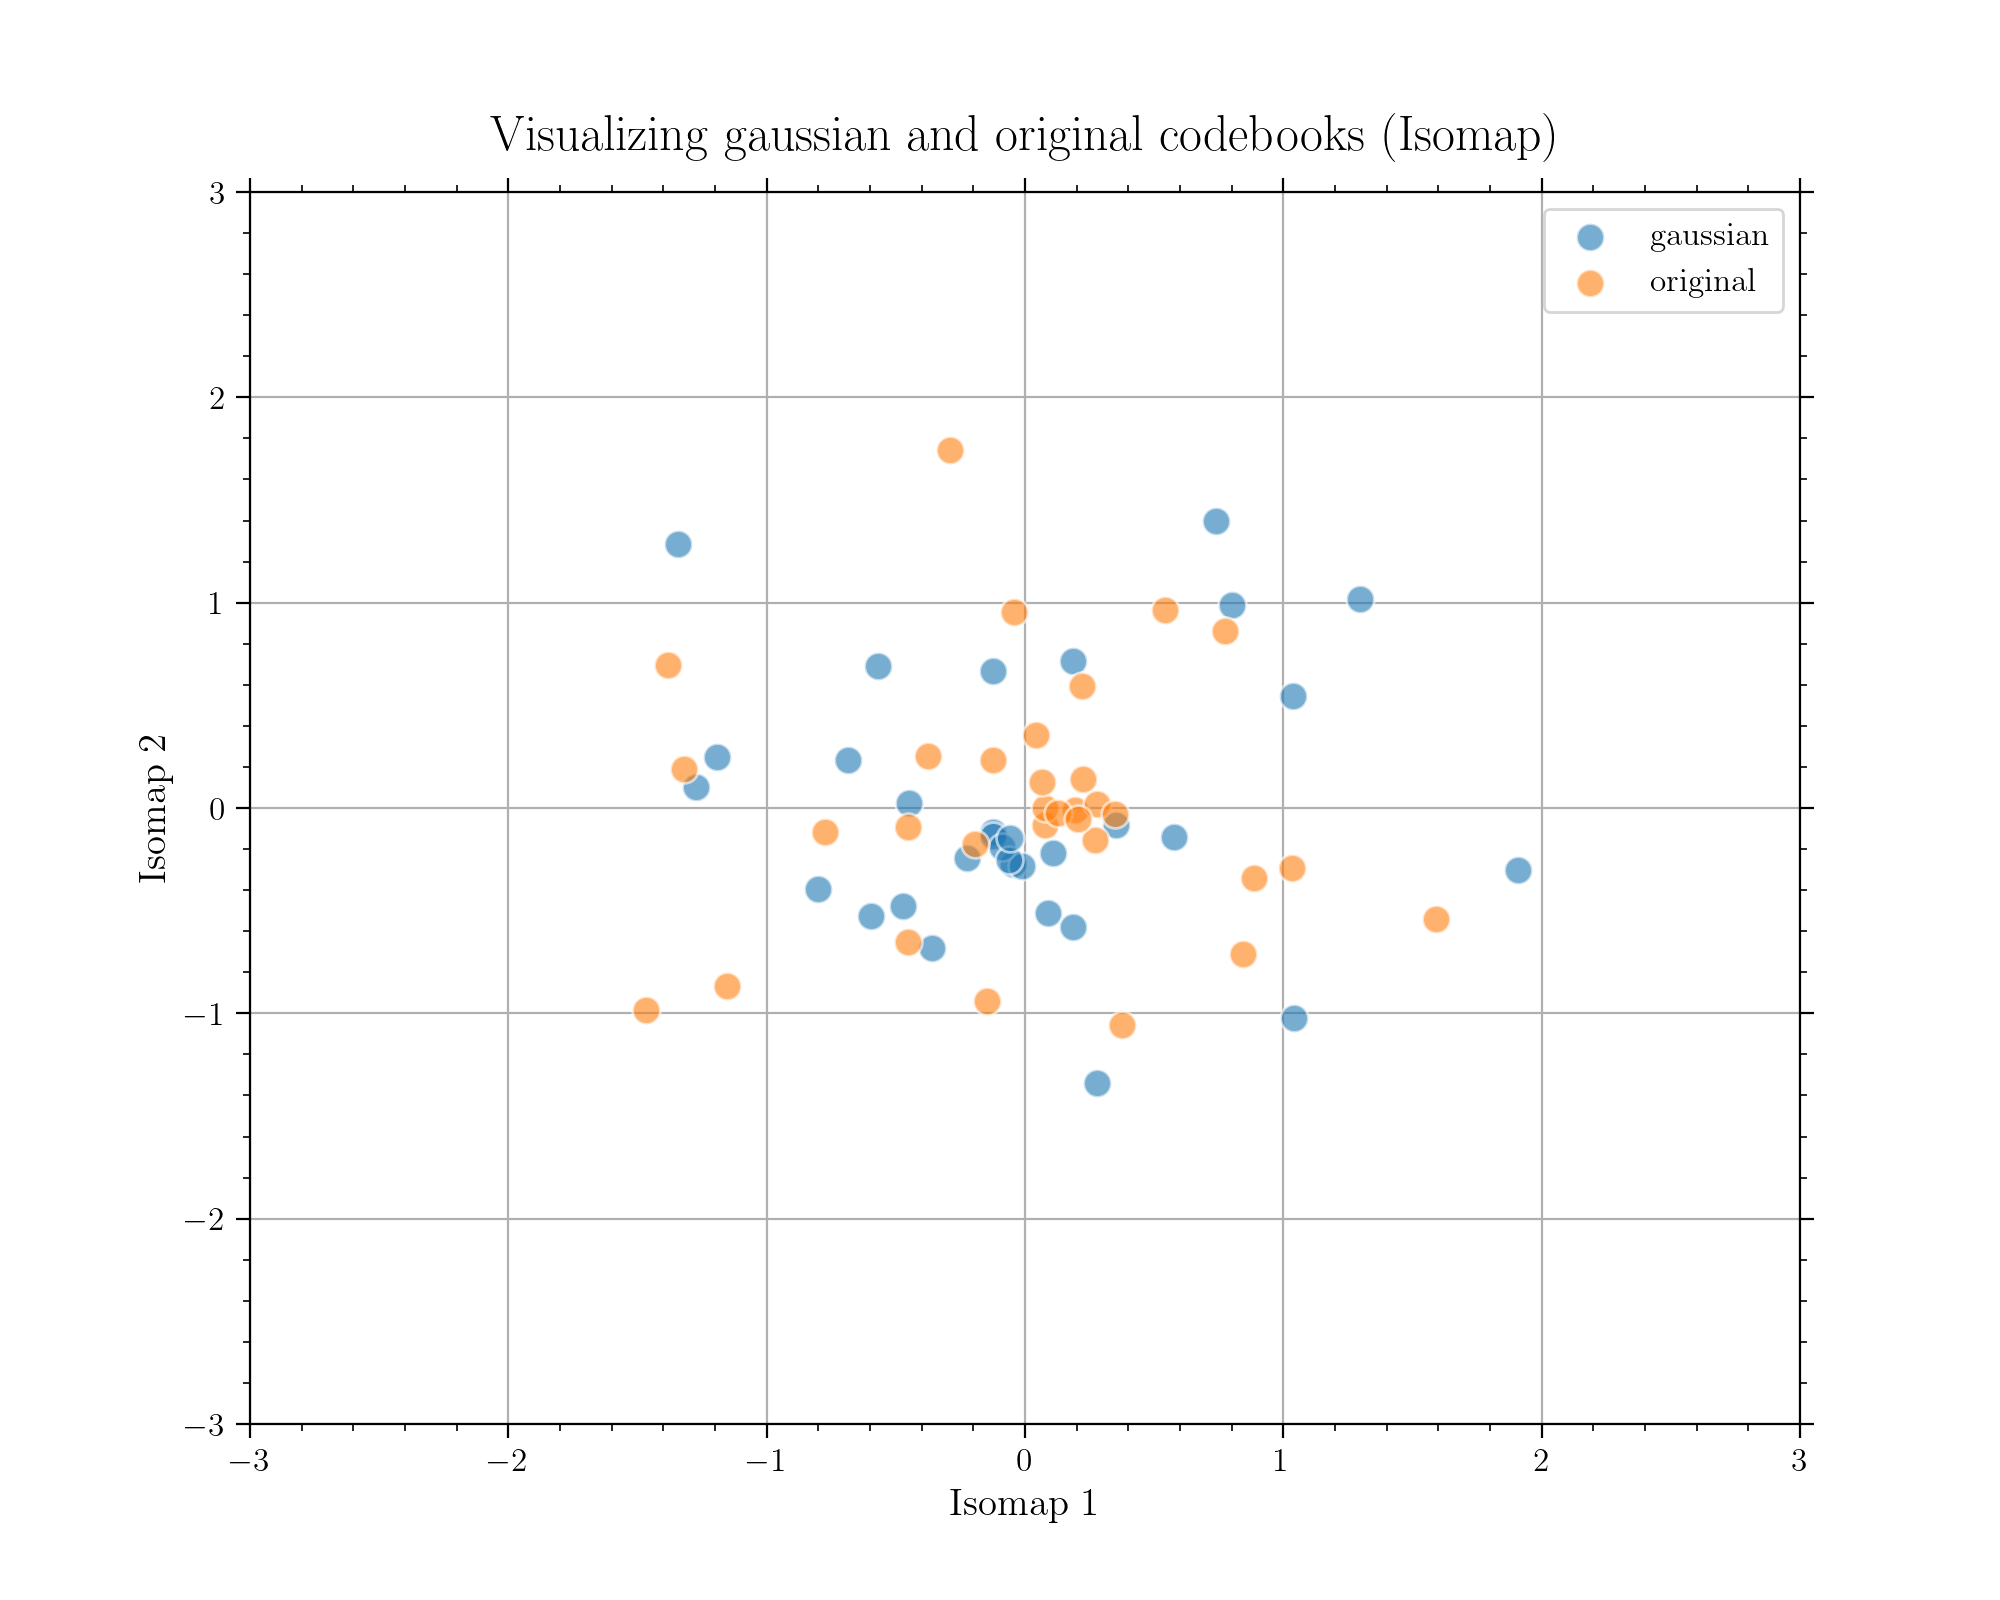 Visualizing gaussian and original codebooks (Isomap)
gaussian
original
3
2
1
0
−1
−2
−3
Isomap 2
−3
−2
−1
0
1
2
3
Isomap 1